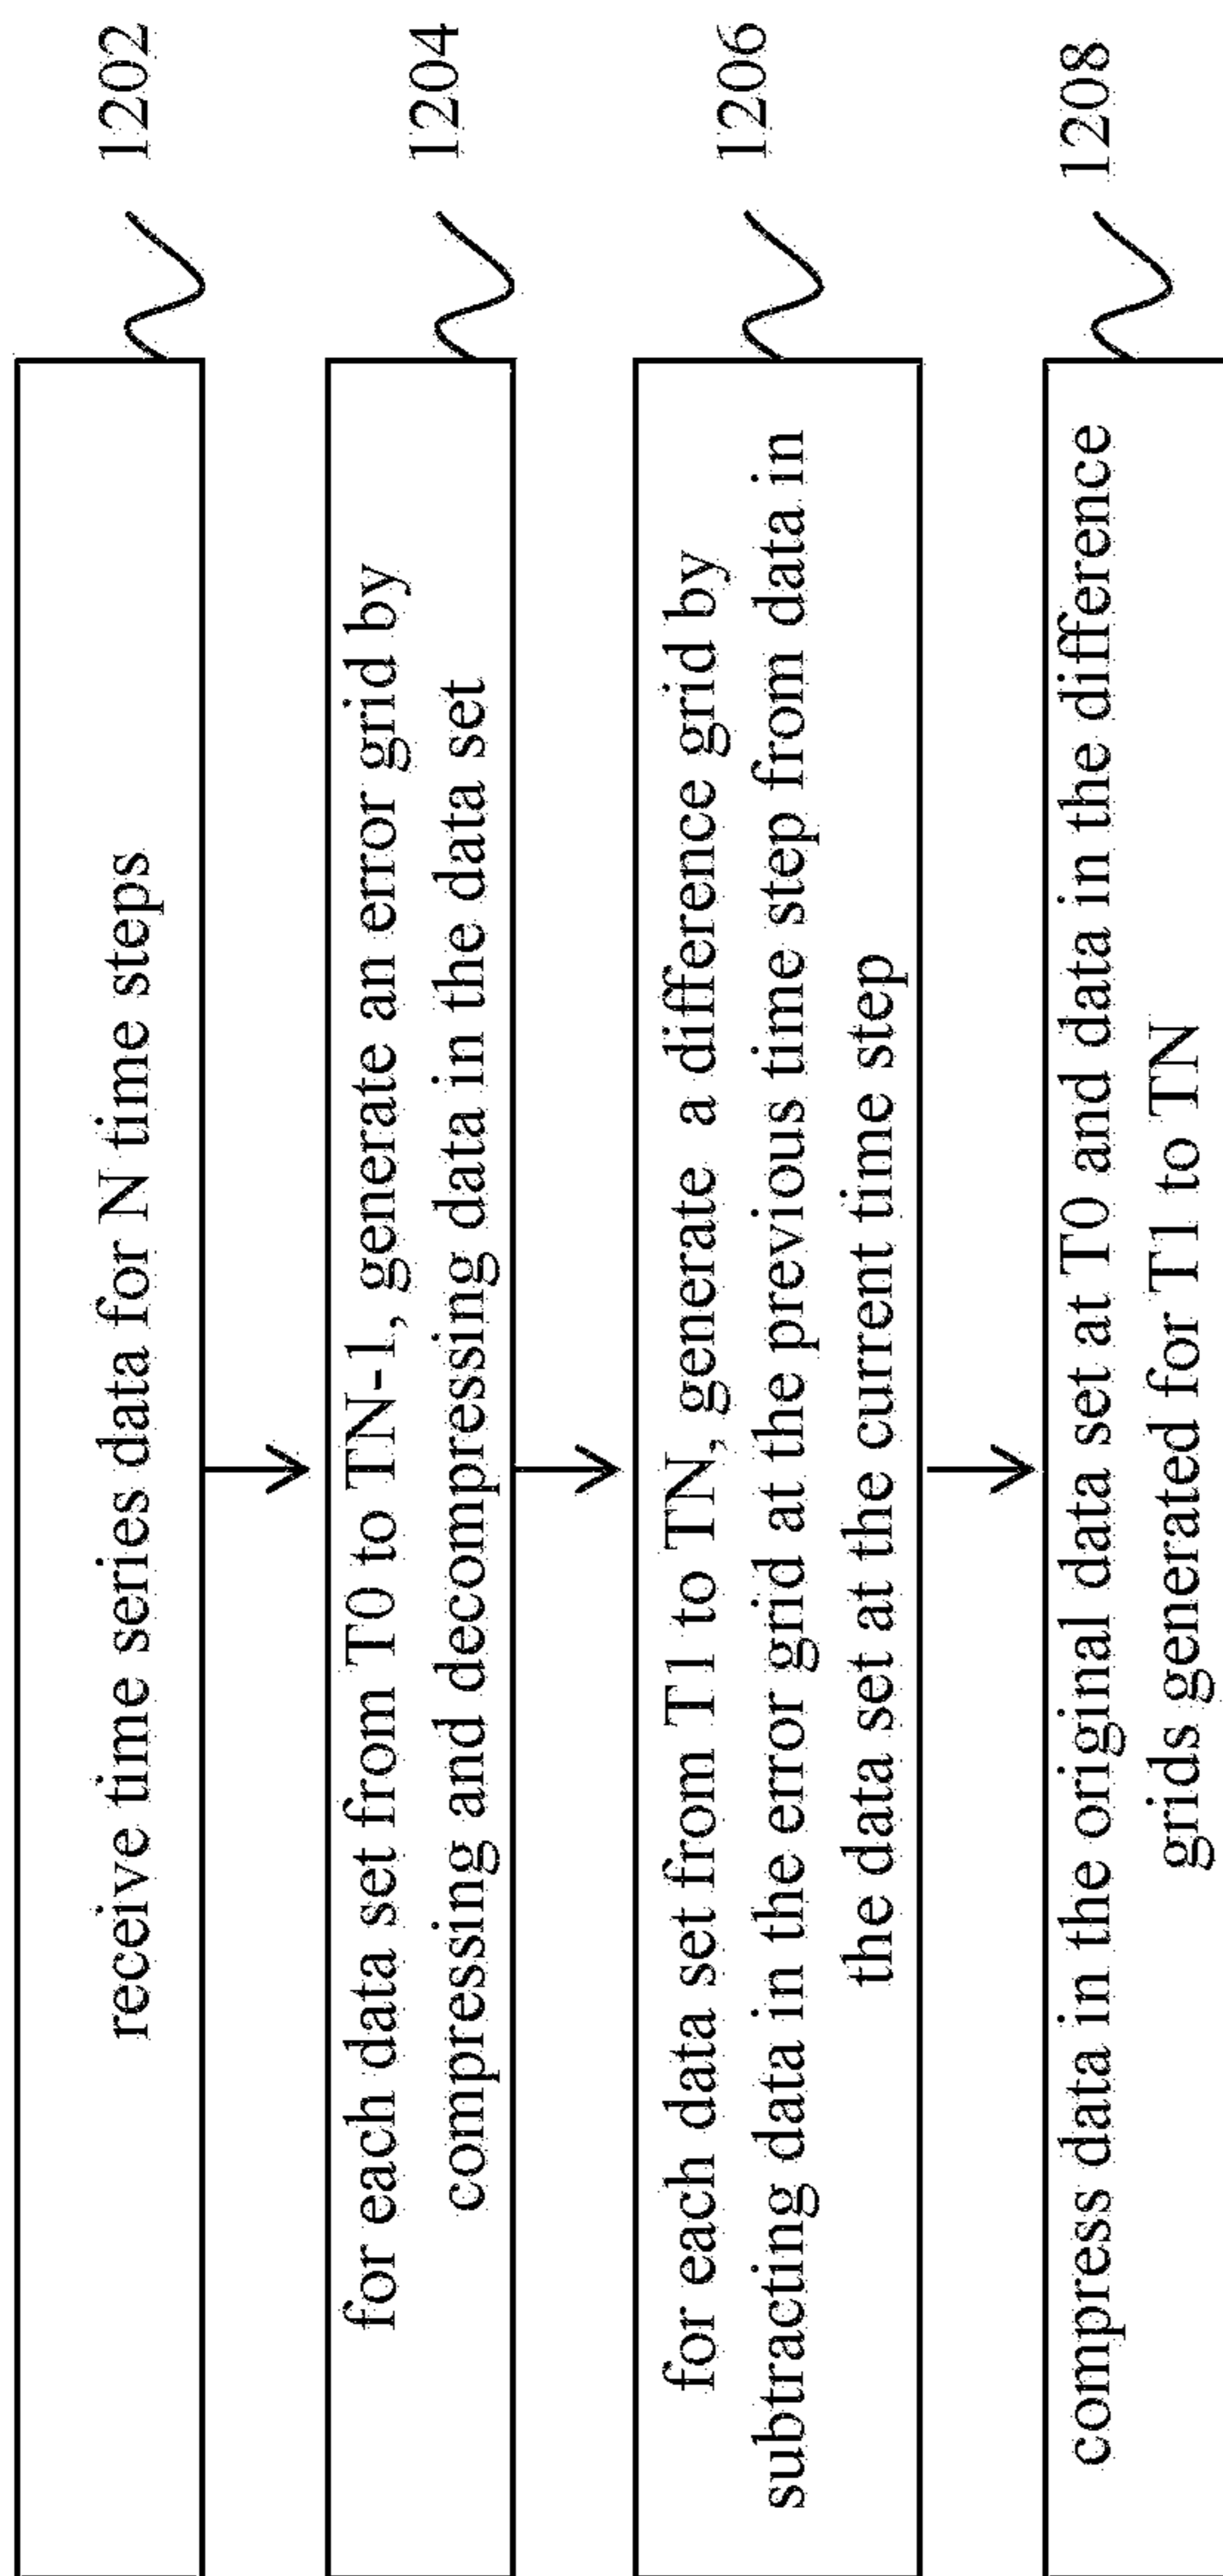 receive time series data for N time steps
1202
for each data set from T0 to TN-1, generate an error grid by
compressing and decompressing data in the data set
1204
for each data set from T1 to TN, generate a difference grid by
subtracting data in the error grid at the previous time step from data in
the data set at the current time step
1206
compress data in the original data set at T0 and data in the difference
grids generated for T1 to TN
1208